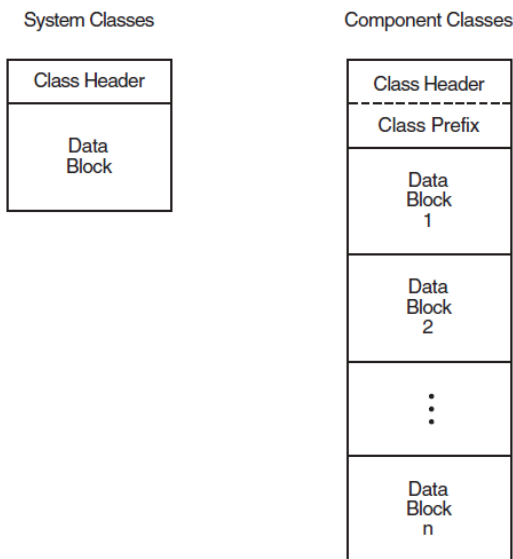 System Classes
Class Header
Data
Block
Component Classes
Class Header
Class Prefix
Data
Block
1
Data
Block
2
Data
Block
n